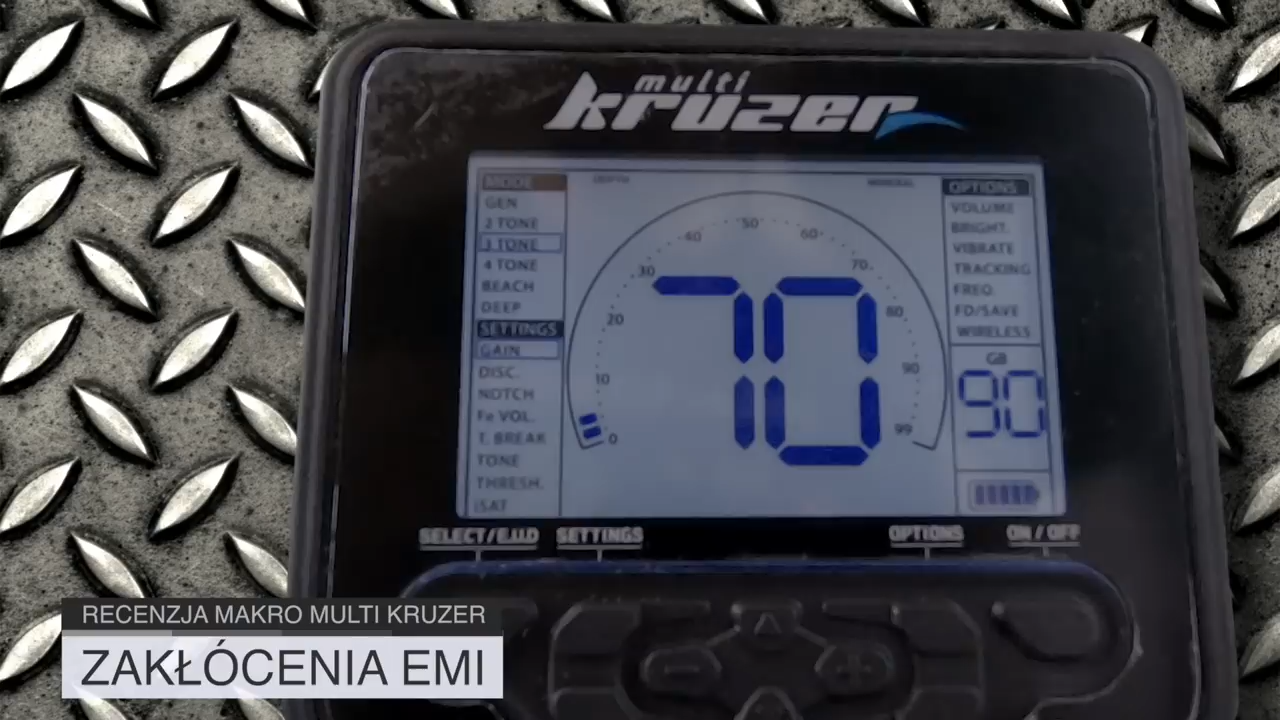 multi
kruzer
MODE
GEN
2 TONE
3 TONE
4 TONE
BEACH
DEEP
SETTINGS
GAIN
DISC.
NOTCH
Fe VOL.
T. BREAK
TONE
THRESH.
iSAT
DEPTH
MINERAL
0
10
20
30
40
50
60
70
80
90
99
70
OPTIONS
VOLUME
BRIGHT.
VIBRATE
TRACKING
FREQ.
FD/SAVE
WIRELESS
GB
90
SELECT/E.U.D
SETTINGS
OPTIONS
ON / OFF
RECENZJA MAKRO MULTI KRUZER
ZAKŁÓCENIA EMI